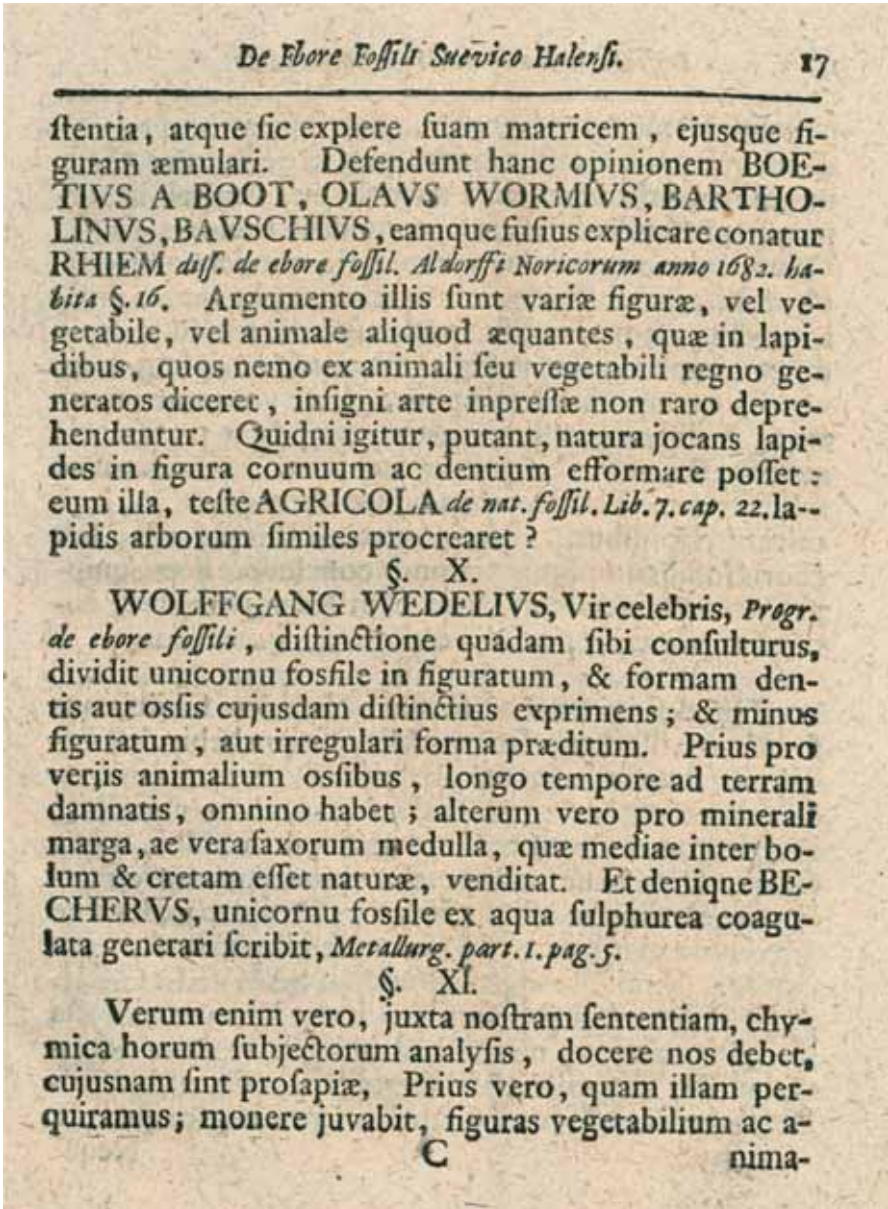 De Ebore Fossili Suevico Halensi. 17
ſtentia, atque ſic explere ſuam matricem, ejusque fi-
guram æmulari. Defendunt hanc opinionem BOE-
TIVS A BOOT, OLAVS WORMIVS, BARTHO-
LINVS, BAVSCHIVS, eamque fuſius explicare conatur
RHIEM diſſ. de ebore foſſil. Aldorffi Noricorum anno 1682. ha-
bita §. 16. Argumento illis ſunt variæ figuræ, vel ve-
getabile, vel animale aliquod æquantes, quæ in lapi-
dibus, quos nemo ex animali ſeu vegetabili regno ge-
neratos diceret, inſigni arte inpreſſæ non raro depre-
henduntur. Quidni igitur, putant, natura jocans lapi-
des in figura cornuum ac dentium efformare poſſet:
eum illa, teſte AGRICOLA de nat. foſſil. Lib. 7. cap. 22. la--
pidis arborum ſimiles procrearet?
§. X.
WOLFFGANG WEDELIVS, Vir celebris, Progr.
de ebore foſſili, diſtinctione quadam ſibi conſulturus,
dividit unicornu fosſile in figuratum, & formam den-
tis aut osſis cujusdam diſtinctius exprimens; & minus
figuratum, aut irregulari forma præditum. Prius pro
veris animalium osſibus, longo tempore ad terram
damnatis, omnino habet; alterum vero pro minerali
marga, ae vera ſaxorum medulla, quæ mediae inter bo-
lum & cretam eſſet naturæ, venditat. Et deniqne BE-
CHERVS, unicornu fosſile ex aqua ſulphurea coagu-
lata generari ſcribit, Metallurg. part. 1. pag. 5.
§. XI.
Verum enim vero, juxta noſtram ſententiam, chy-
mica horum ſubjectorum analyſis, docere nos debet,
cujusnam ſint proſapiæ, Prius vero, quam illam per-
quiramus; monere juvabit, figuras vegetabilium ac a-
C nima-